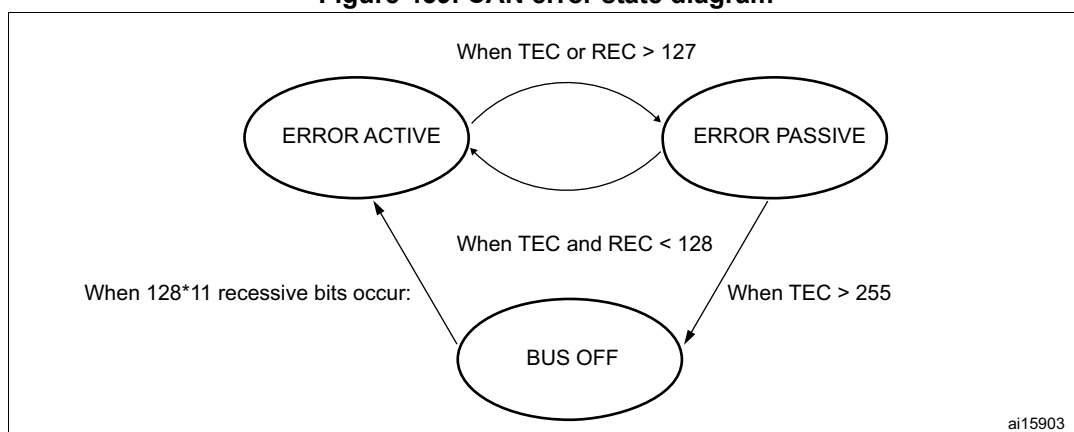 When TEC or REC > 127
ERROR ACTIVE
ERROR PASSIVE
When TEC and REC < 128
When 128*11 recessive bits occur:
When TEC > 255
BUS OFF
ai15903